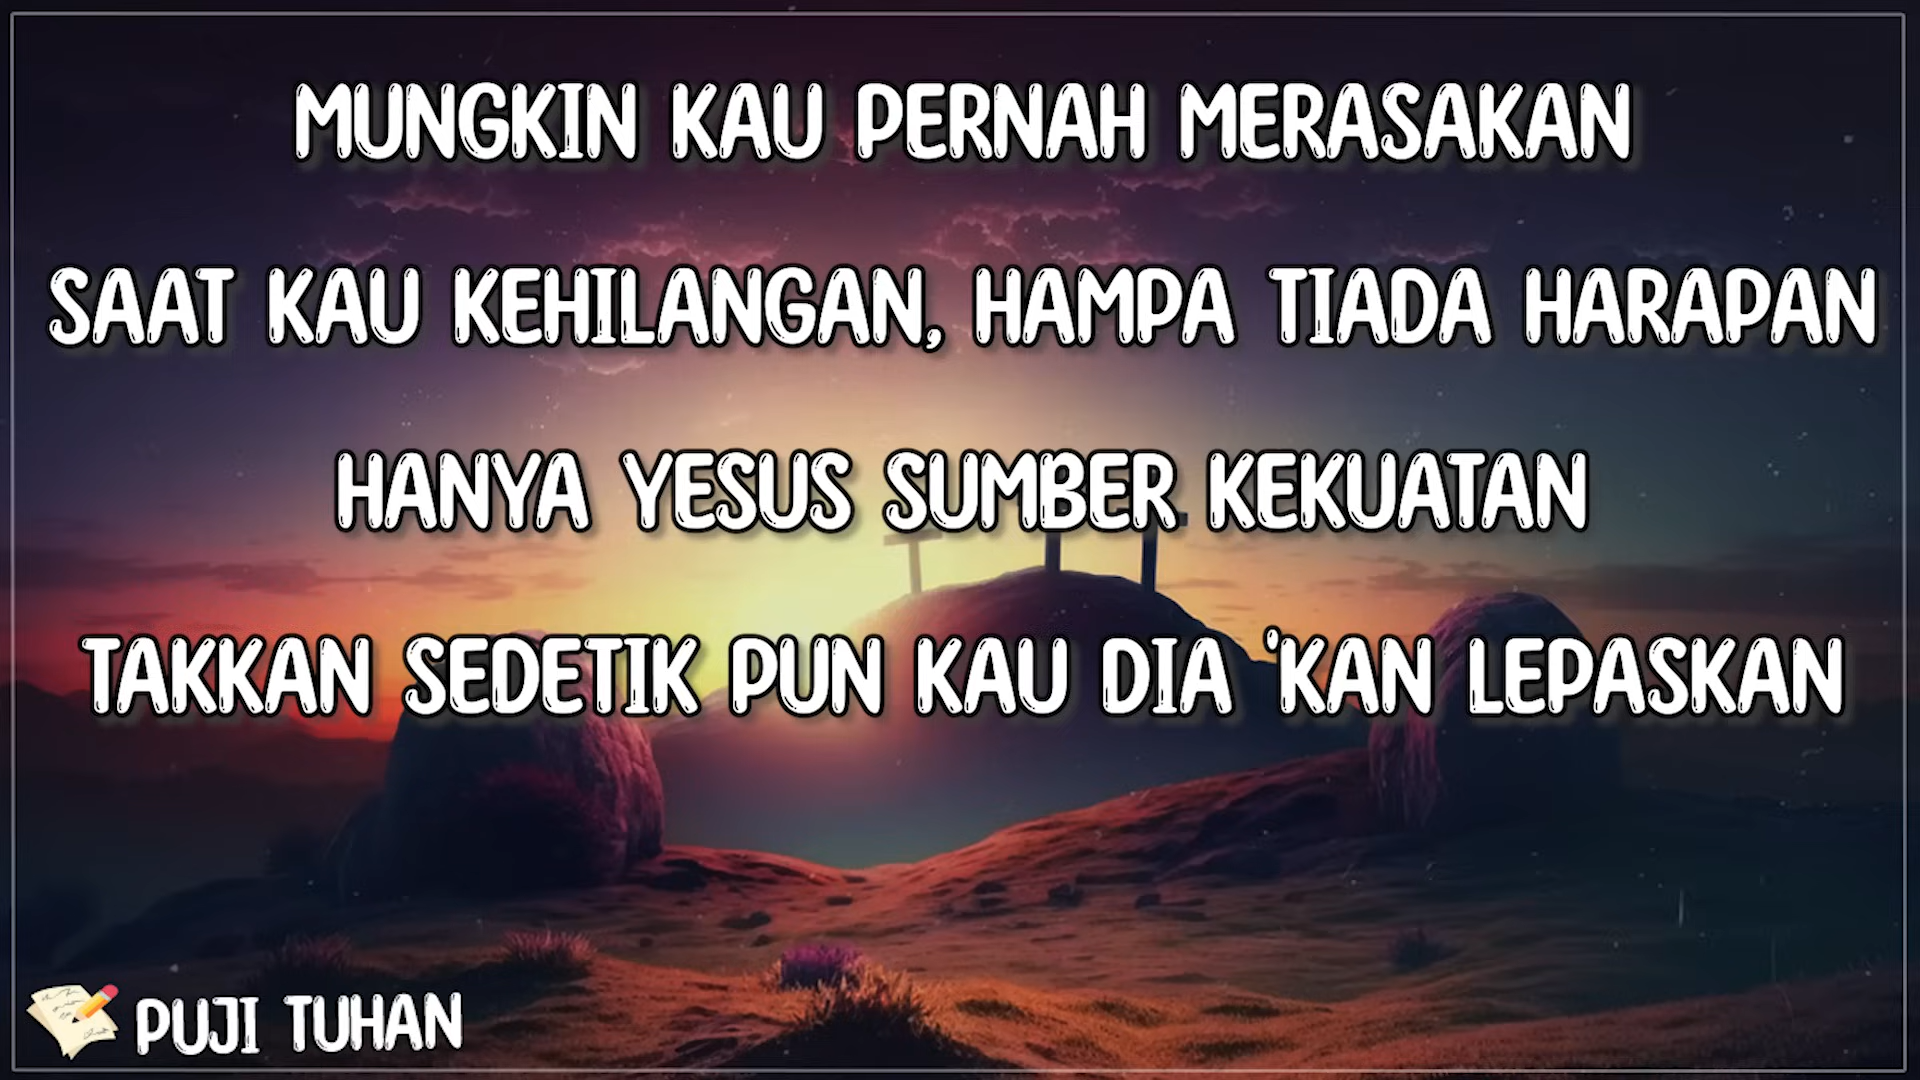 MUNGKIN KAU PERNAH MERASAKAN
SAAT KAU KEHILANGAN, HAMPA TIADA HARAPAN
HANYA YESUS SUMBER KEKUATAN
TAKKAN SEDETIK PUN KAU DIA 'KAN LEPASKAN
PUJI TUHAN